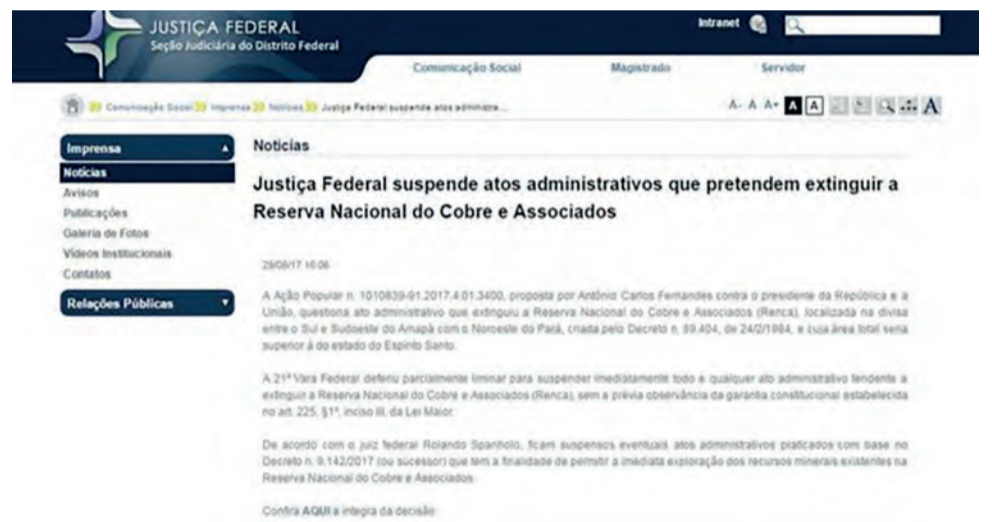 JUSTIÇA FEDERAL
Seção Judiciária do Distrito Federal
Intranet
Comunicação Social Magistrado Servidor
Comunicação Social Imprensa Notícias Justiça Federal suspende atos administra...
A- A A+ A A A
Imprensa
Notícias
Avisos
Publicações
Galeria de Fotos
Vídeos Institucionais
Contatos
Relações Públicas
Notícias
Justiça Federal suspende atos administrativos que pretendem extinguir a
Reserva Nacional do Cobre e Associados
29/08/17 16:06
A Ação Popular n. 1010839-91.2017.4.01.3400, proposta por Antônio Carlos Fernandes contra o presidente da República e a
União, questiona ato administrativo que extinguiu a Reserva Nacional do Cobre e Associados (Renca), localizada na divisa
entre o Sul e Sudoeste do Amapá com o Noroeste do Pará, criada pelo Decreto n. 89.404, de 24/2/1984, e cuja área total seria
superior à do estado do Espírito Santo.
A 21ª Vara Federal deferiu parcialmente liminar para suspender imediatamente todo e qualquer ato administrativo tendente a
extinguir a Reserva Nacional do Cobre e Associados (Renca), sem a prévia observância da garantia constitucional estabelecida
no art. 225, §1º, inciso III, da Lei Maior.
De acordo com o juiz federal Rolando Spanholo, ficam suspensos eventuais atos administrativos praticados com base no
Decreto n. 9.142/2017 (ou sucessor) que tem a finalidade de permitir a imediata exploração dos recursos minerais existentes na
Reserva Nacional do Cobre e Associados.
Confira AQUI a íntegra da decisão